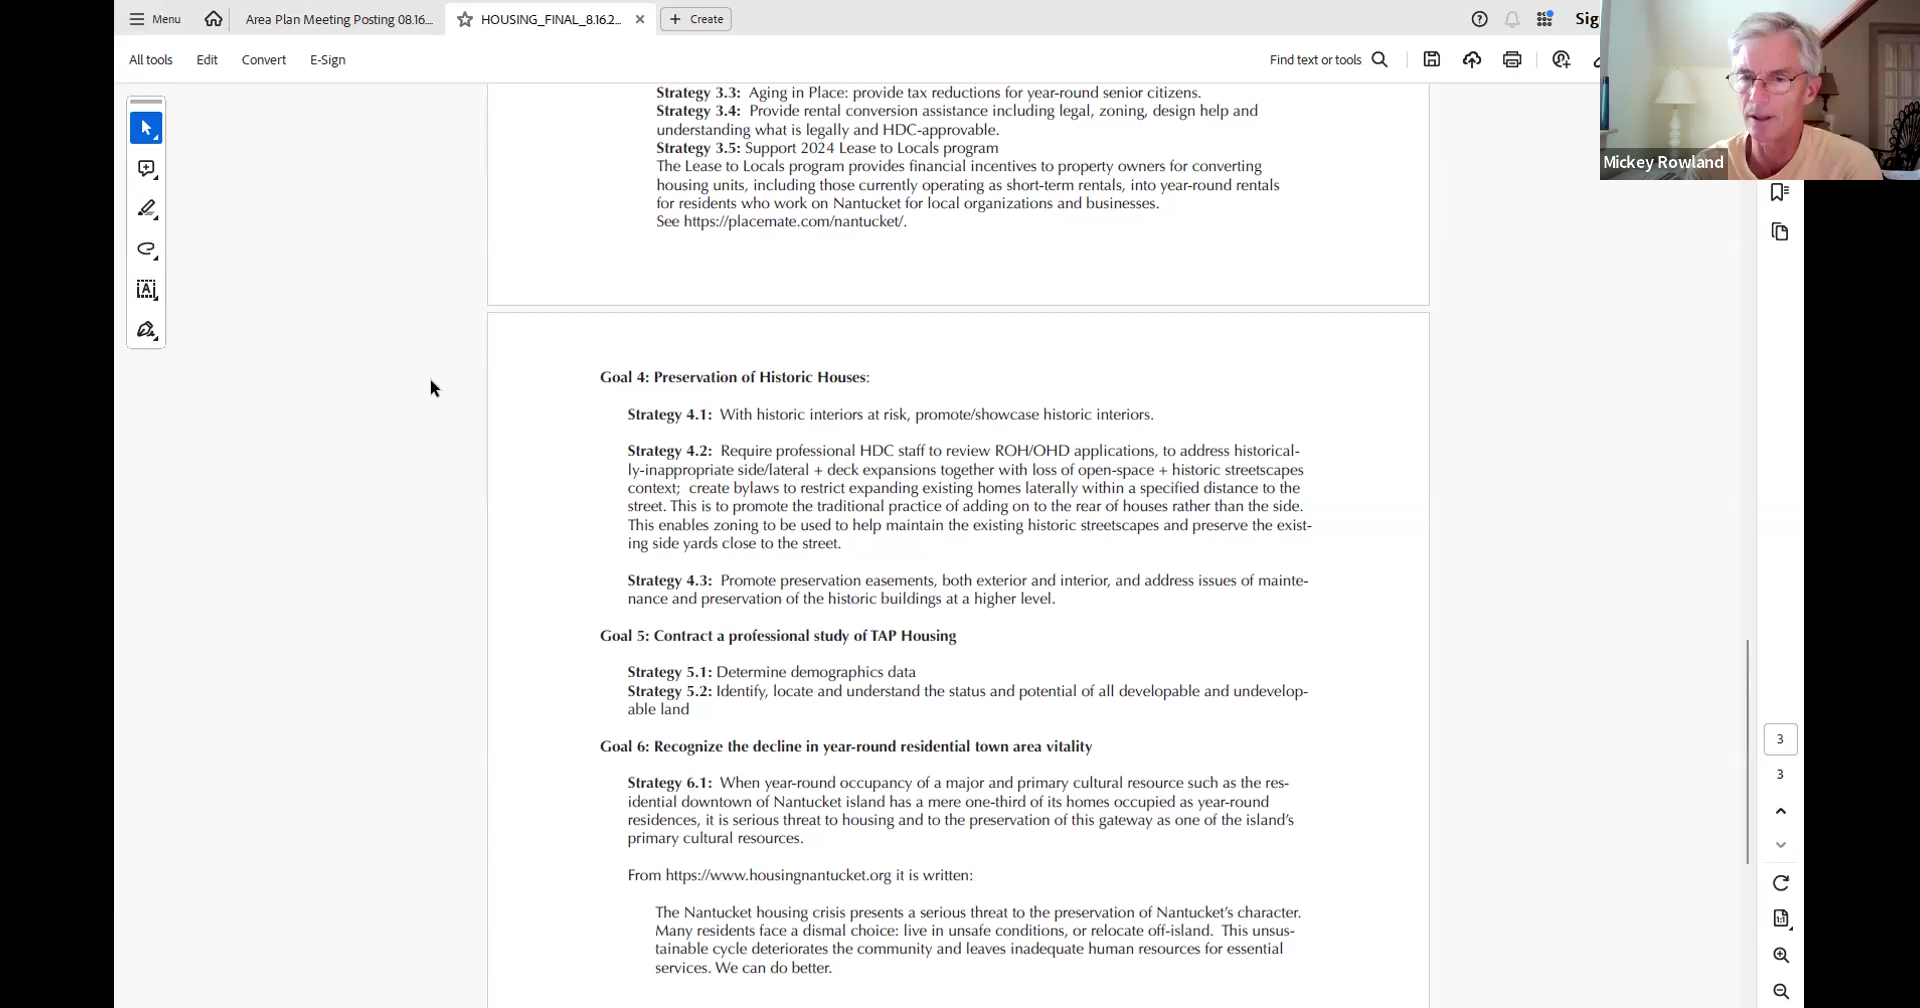 Menu
Area Plan Meeting Posting 08.16...
HOUSING_FINAL_8.16.2...
Create
Sig
All tools
Edit
Convert
E-Sign
Find text or tools
Mickey Rowland
Strategy 3.3: Aging in Place: provide tax reductions for year-round senior citizens.
Strategy 3.4: Provide rental conversion assistance including legal, zoning, design help and
understanding what is legally and HDC-approvable.
Strategy 3.5: Support 2024 Lease to Locals program
The Lease to Locals program provides financial incentives to property owners for converting
housing units, including those currently operating as short-term rentals, into year-round rentals
for residents who work on Nantucket for local organizations and businesses.
See https://placemate.com/nantucket/.
Goal 4: Preservation of Historic Houses:
Strategy 4.1: With historic interiors at risk, promote/showcase historic interiors.
Strategy 4.2: Require professional HDC staff to review ROH/OHD applications, to address historical-
ly-inappropriate side/lateral + deck expansions together with loss of open-space + historic streetscapes
context; create bylaws to restrict expanding existing homes laterally within a specified distance to the
street. This is to promote the traditional practice of adding on to the rear of houses rather than the side.
This enables zoning to be used to help maintain the existing historic streetscapes and preserve the exist-
ing side yards close to the street.
Strategy 4.3: Promote preservation easements, both exterior and interior, and address issues of mainte-
nance and preservation of the historic buildings at a higher level.
Goal 5: Contract a professional study of TAP Housing
Strategy 5.1: Determine demographics data
Strategy 5.2: Identify, locate and understand the status and potential of all developable and undevelop-
able land
Goal 6: Recognize the decline in year-round residential town area vitality
Strategy 6.1: When year-round occupancy of a major and primary cultural resource such as the res-
idential downtown of Nantucket island has a mere one-third of its homes occupied as year-round
residences, it is serious threat to housing and to the preservation of this gateway as one of the island's
primary cultural resources.
From https://www.housingnantucket.org it is written:
The Nantucket housing crisis presents a serious threat to the preservation of Nantucket's character.
Many residents face a dismal choice: live in unsafe conditions, or relocate off-island. This unsus-
tainable cycle deteriorates the community and leaves inadequate human resources for essential
services. We can do better.
3
3